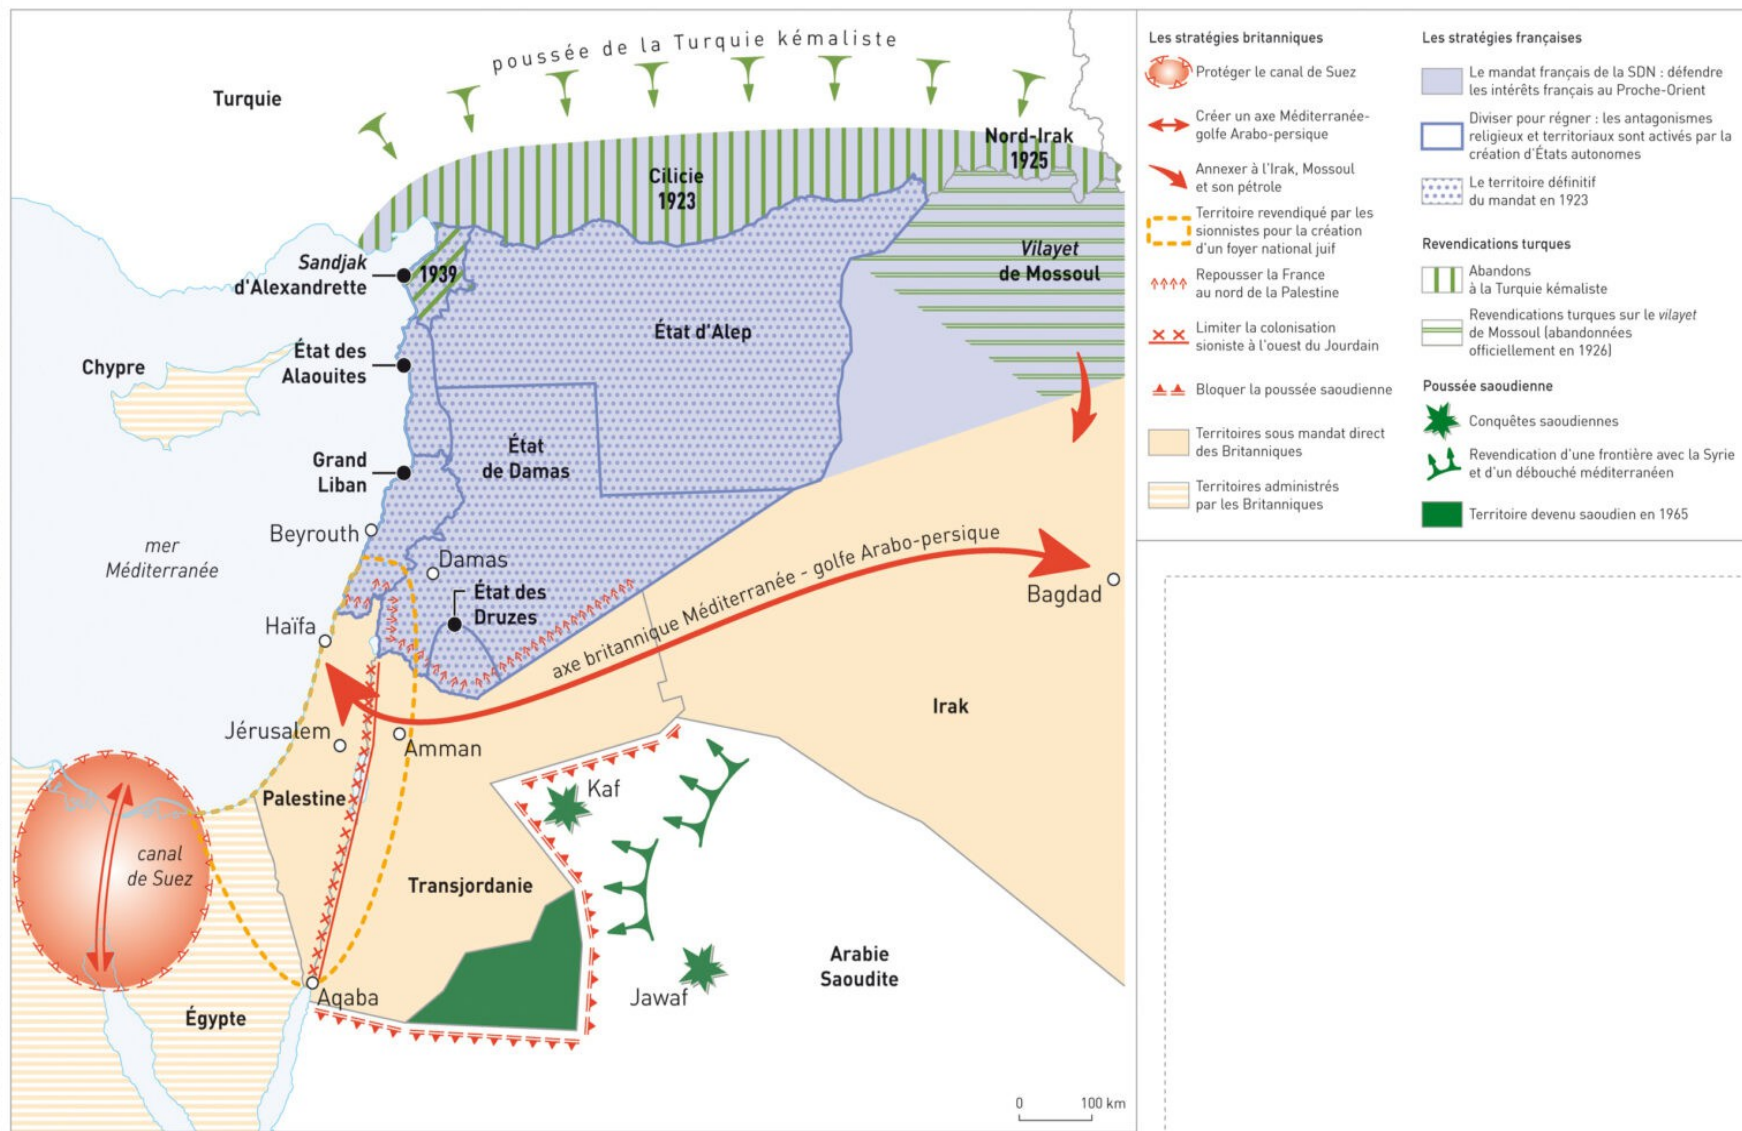 poussée de la Turquie kémaliste
Turquie
Nord-Irak
1925
Cilicie
1923
Sandjak
d'Alexandrette
1939
Vilayet
de Mossoul
État d'Alep
État des
Alaouites
Chypre
État
de Damas
Grand
Liban
Beyrouth
mer
Méditerranée
Damas
État des
Druzes
axe britannique Méditerranée - golfe Arabo-persique
Bagdad
Haïfa
Irak
Jérusalem
Amman
Palestine
Kaf
canal
de Suez
Transjordanie
Arabie
Saoudite
Jawaf
Aqaba
Égypte
0 100 km
Les stratégies britanniques
Protéger le canal de Suez
Créer un axe Méditerranée-
golfe Arabo-persique
Annexer à l'Irak, Mossoul
et son pétrole
Territoire revendiqué par les
sionnistes pour la création
d'un foyer national juif
Repousser la France
au nord de la Palestine
Limiter la colonisation
sioniste à l'ouest du Jourdain
Bloquer la poussée saoudienne
Territoires sous mandat direct
des Britanniques
Territoires administrés
par les Britanniques
Les stratégies françaises
Le mandat français de la SDN : défendre
les intérêts français au Proche-Orient
Diviser pour régner : les antagonismes
religieux et territoriaux sont activés par la
création d'États autonomes
Le territoire définitif
du mandat en 1923
Revendications turques
Abandons
à la Turquie kémaliste
Revendications turques sur le vilayet
de Mossoul (abandonnées
officiellement en 1926)
Poussée saoudienne
Conquêtes saoudiennes
Revendication d'une frontière avec la Syrie
et d'un débouché méditerranéen
Territoire devenu saoudien en 1965